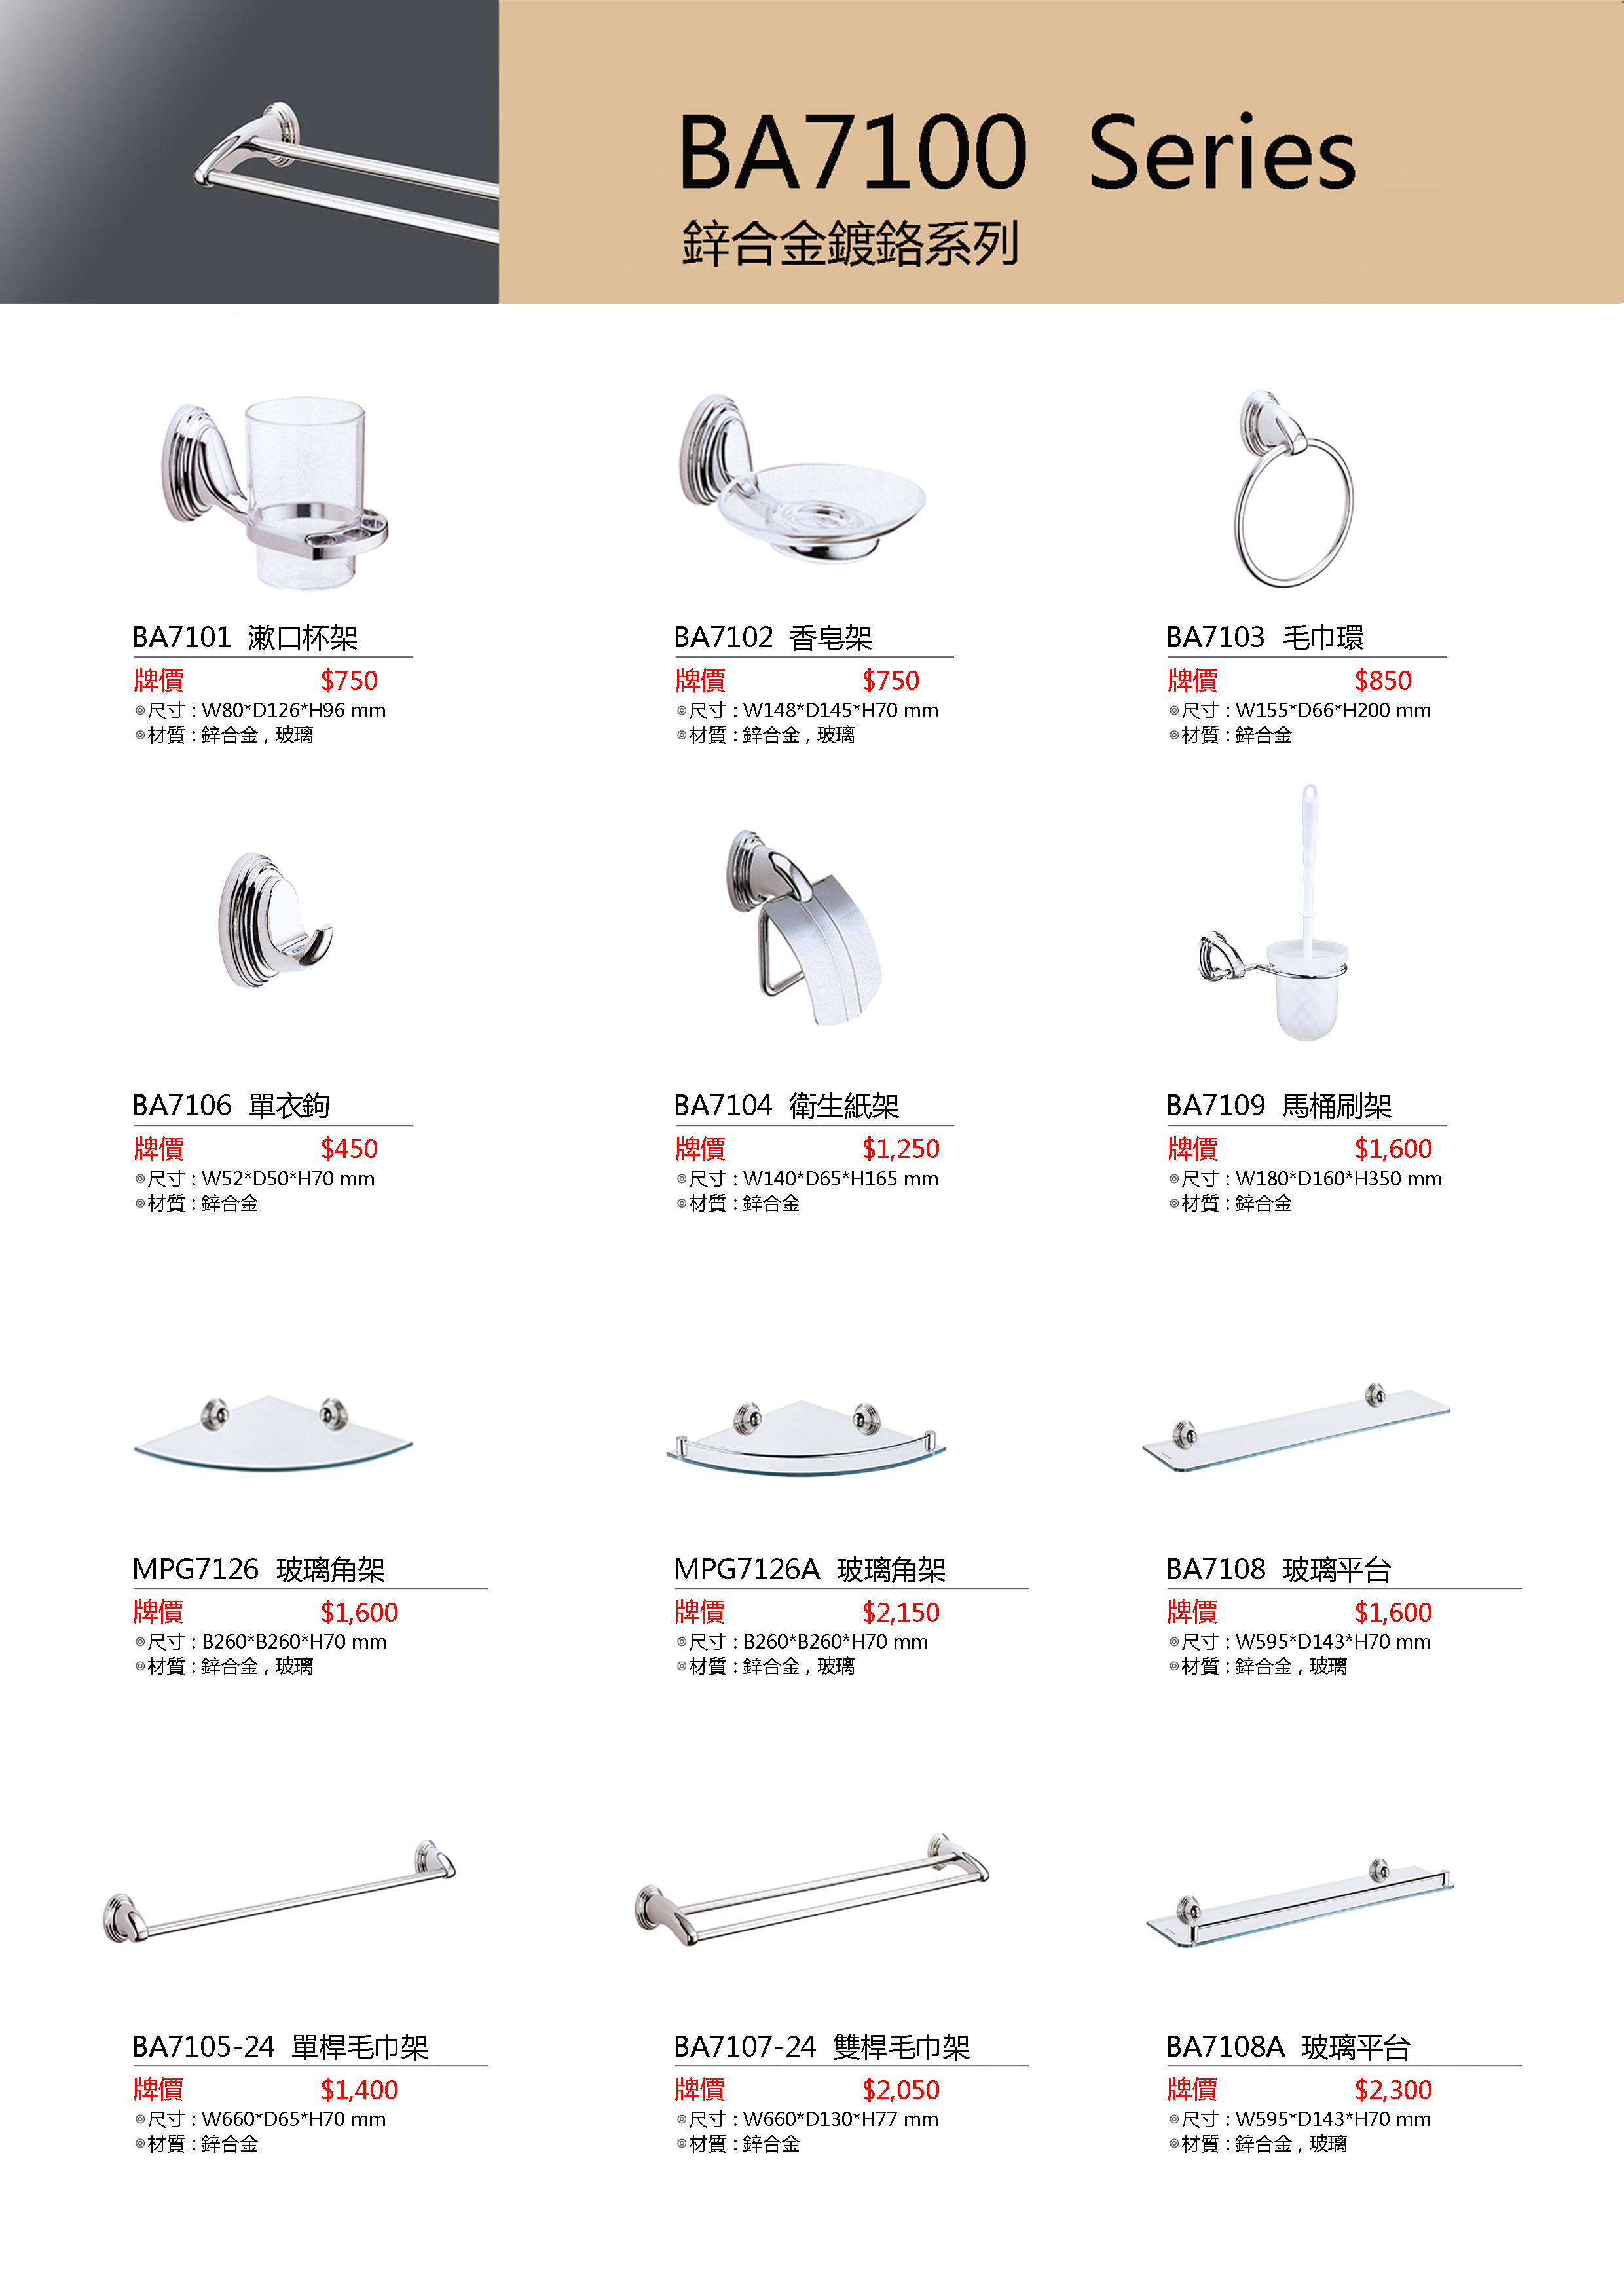 BA7100 Series
鋅合金鍍鉻系列
BA7101 漱口杯架
牌價 $750
◎尺寸 : W80*D126*H96 mm
◎材質 : 鋅合金 , 玻璃
BA7102 香皂架
牌價 $750
◎尺寸 : W148*D145*H70 mm
◎材質 : 鋅合金 , 玻璃
BA7103 毛巾環
牌價 $850
◎尺寸 : W155*D66*H200 mm
◎材質 : 鋅合金
BA7106 單衣鉤
牌價 $450
◎尺寸 : W52*D50*H70 mm
◎材質 : 鋅合金
BA7104 衛生紙架
牌價 $1,250
◎尺寸 : W140*D65*H165 mm
◎材質 : 鋅合金
BA7109 馬桶刷架
牌價 $1,600
◎尺寸 : W180*D160*H350 mm
◎材質 : 鋅合金
MPG7126 玻璃角架
牌價 $1,600
◎尺寸 : B260*B260*H70 mm
◎材質 : 鋅合金 , 玻璃
MPG7126A 玻璃角架
牌價 $2,150
◎尺寸 : B260*B260*H70 mm
◎材質 : 鋅合金 , 玻璃
BA7108 玻璃平台
牌價 $1,600
◎尺寸 : W595*D143*H70 mm
◎材質 : 鋅合金 , 玻璃
BA7105-24 單桿毛巾架
牌價 $1,400
◎尺寸 : W660*D65*H70 mm
◎材質 : 鋅合金
BA7107-24 雙桿毛巾架
牌價 $2,050
◎尺寸 : W660*D130*H77 mm
◎材質 : 鋅合金
BA7108A 玻璃平台
牌價 $2,300
◎尺寸 : W595*D143*H70 mm
◎材質 : 鋅合金 , 玻璃